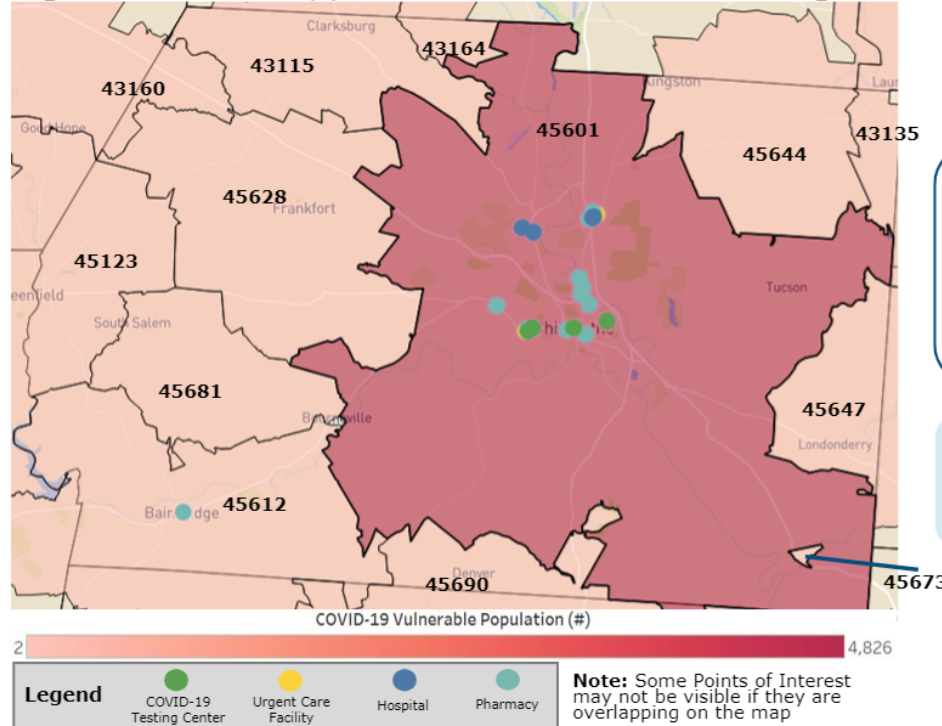 Clarksburg
43164
43115
43160
Kingston
Laur
Good Hope
45601
43135
45644
45628
Frankfort
45123
eenfield
Tucson
South Salem
45681
45647
Bourneville
Londonderry
45612
Denver
45690
45673
COVID-19 Vulnerable Population (#)
2
4,826
Legend
COVID-19
Testing Center
Urgent Care
Facility
Hospital
Pharmacy
Note: Some Points of Interest
may not be visible if they are
overlapping on the map